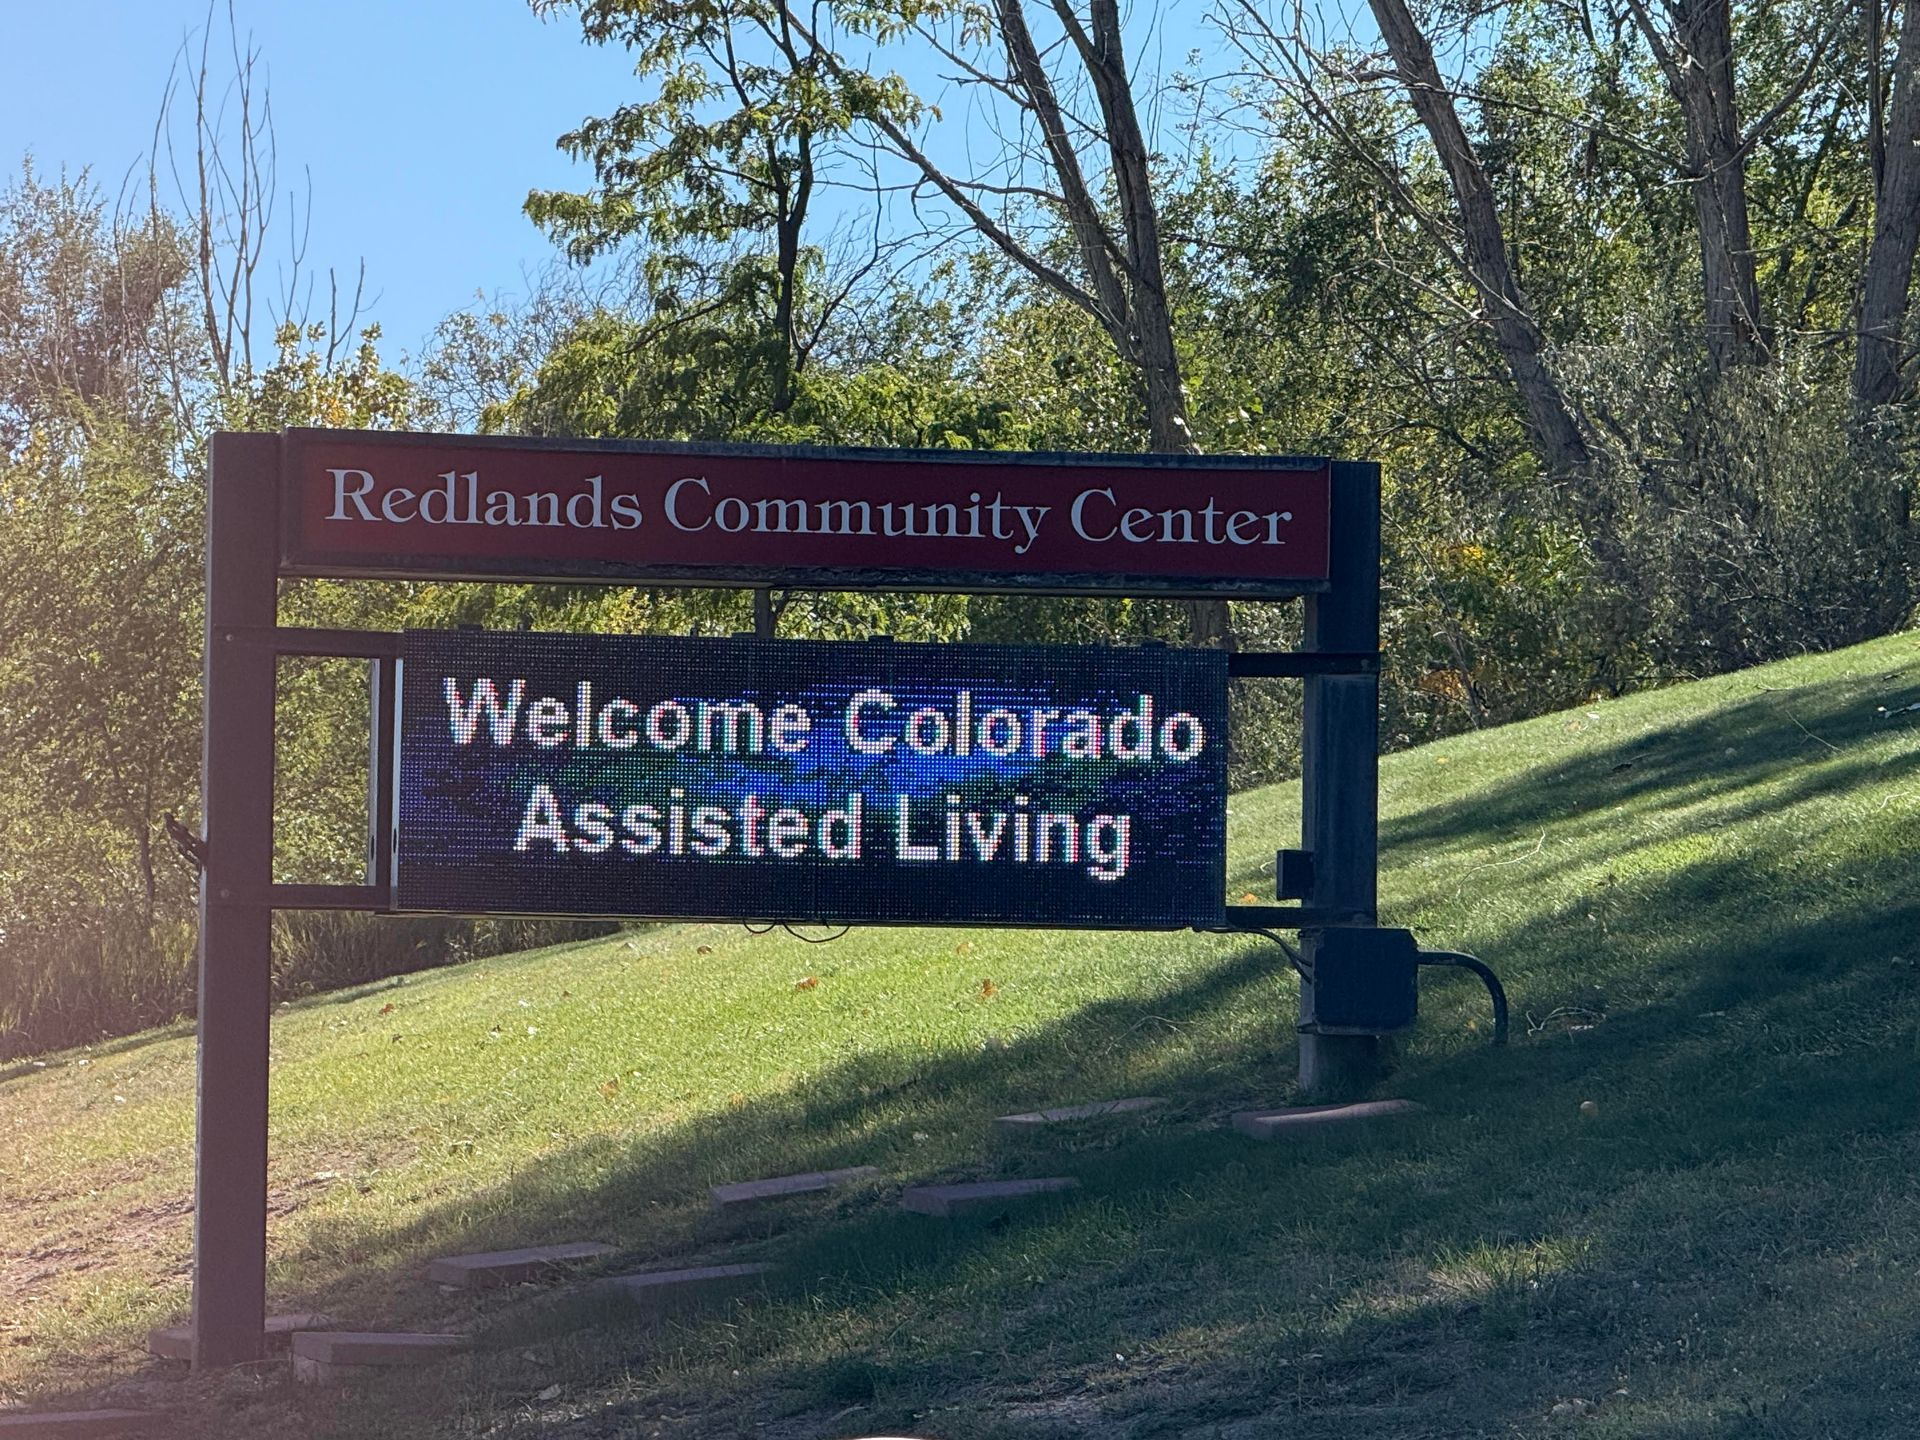 Redlands Community Center
Welcome Colorado
Assisted Living